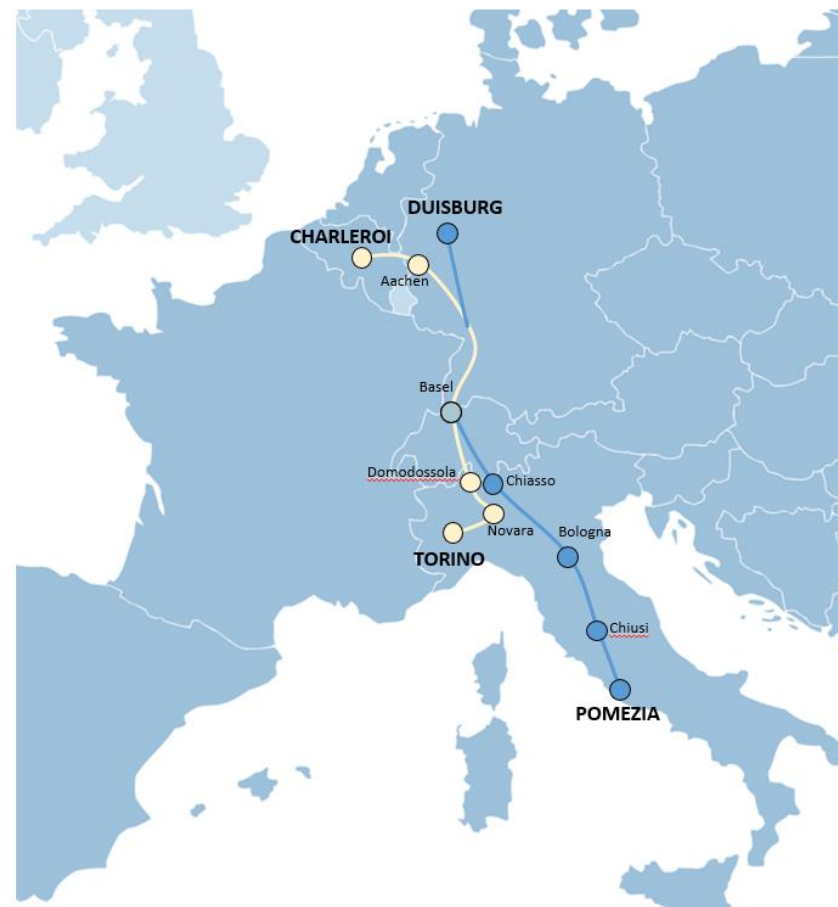 DUISBURG
CHARLEROI
Aachen
Basel
Domodossola
Chiasso
Novara
Bologna
TORINO
Chiusi
POMEZIA